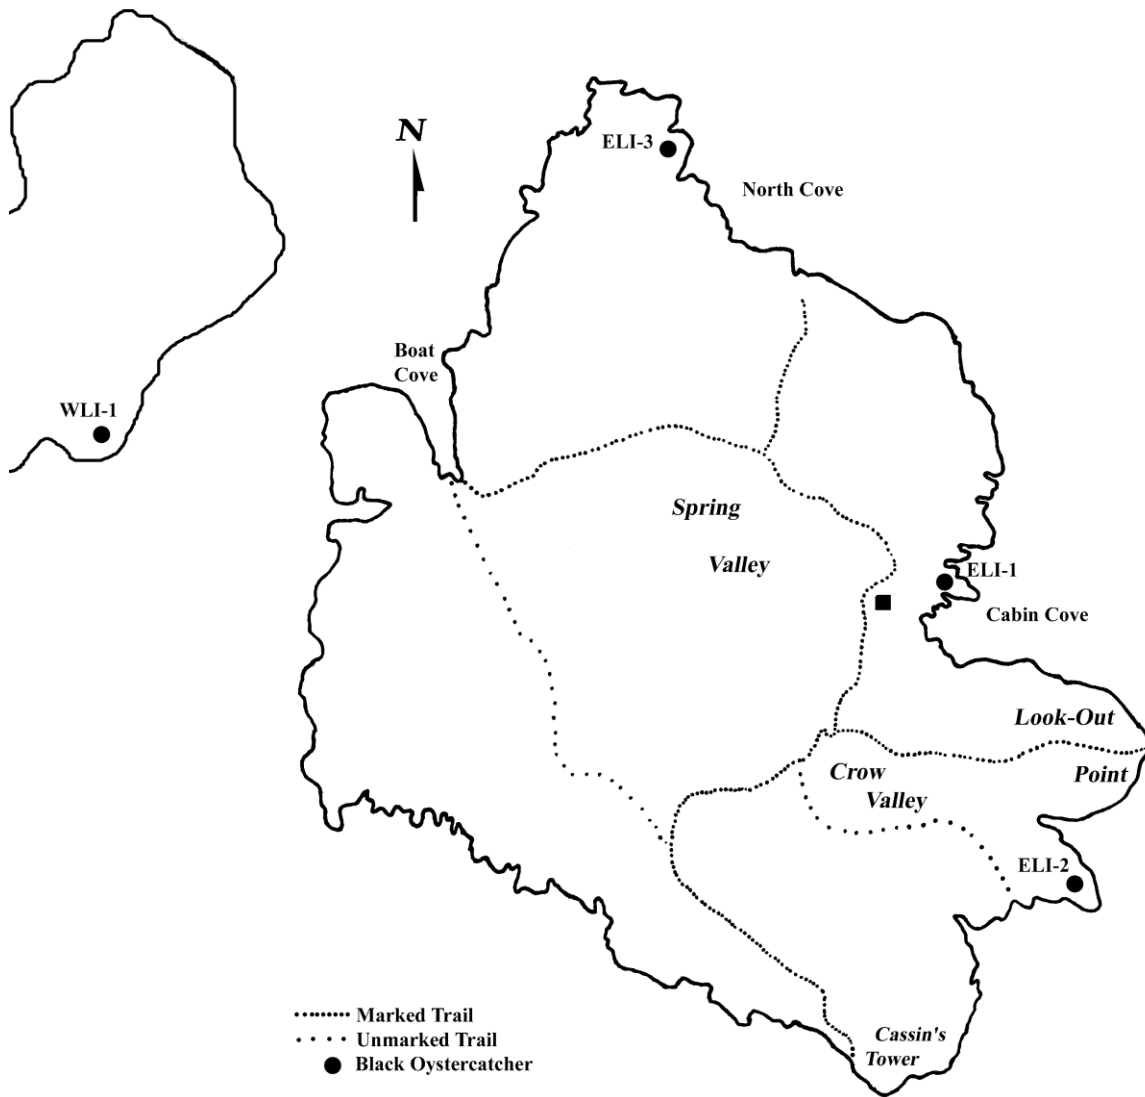 N
ELI-3
North Cove
Boat
Cove
WLI-1
Spring
Valley
ELI-1
Cabin Cove
Look-Out
Point
Crow
Valley
ELI-2
Marked Trail
Unmarked Trail
Black Oystercatcher
Cassin's
Tower